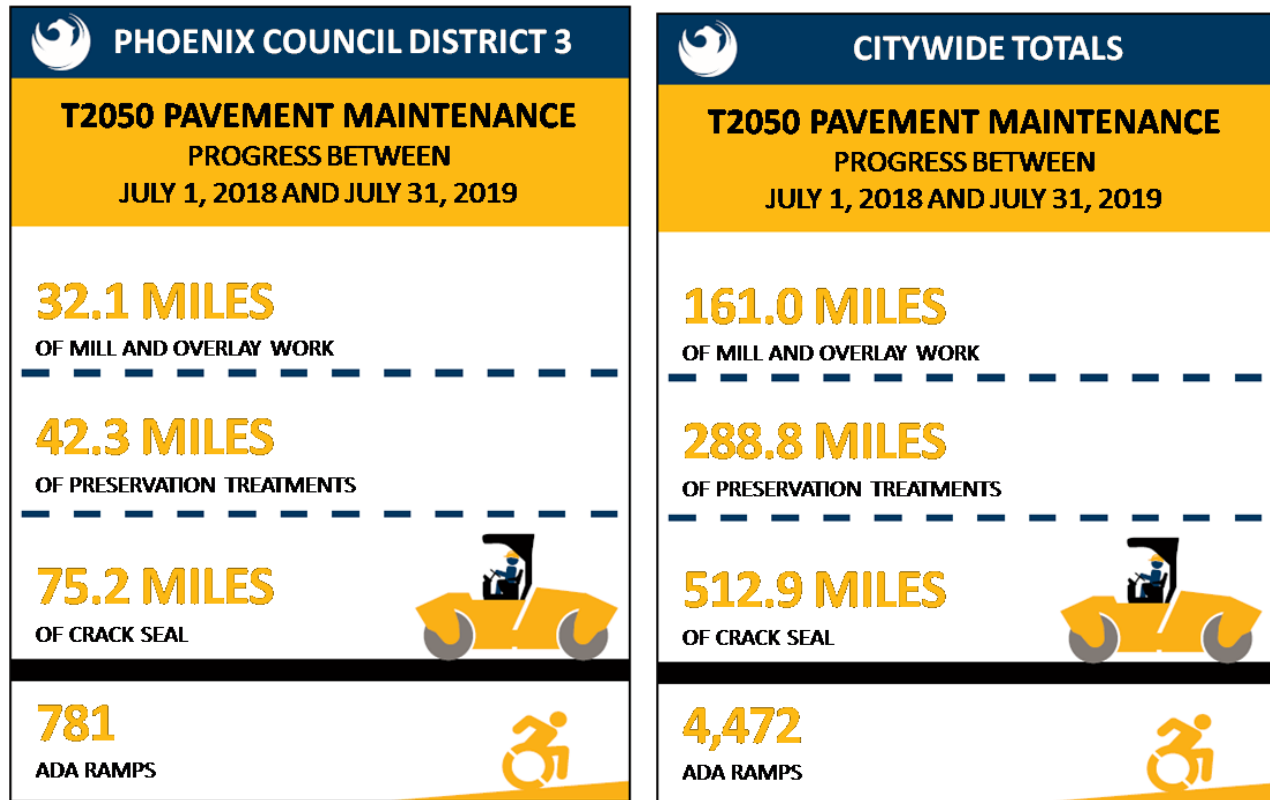 PHOENIX COUNCIL DISTRICT 3
T2050 PAVEMENT MAINTENANCE
PROGRESS BETWEEN
JULY 1, 2018 AND JULY 31, 2019
32.1 MILES
OF MILL AND OVERLAY WORK
42.3 MILES
OF PRESERVATION TREATMENTS
75.2 MILES
OF CRACK SEAL
781
ADA RAMPS
CITYWIDE TOTALS
T2050 PAVEMENT MAINTENANCE
PROGRESS BETWEEN
JULY 1, 2018 AND JULY 31, 2019
161.0 MILES
OF MILL AND OVERLAY WORK
288.8 MILES
OF PRESERVATION TREATMENTS
512.9 MILES
OF CRACK SEAL
4,472
ADA RAMPS